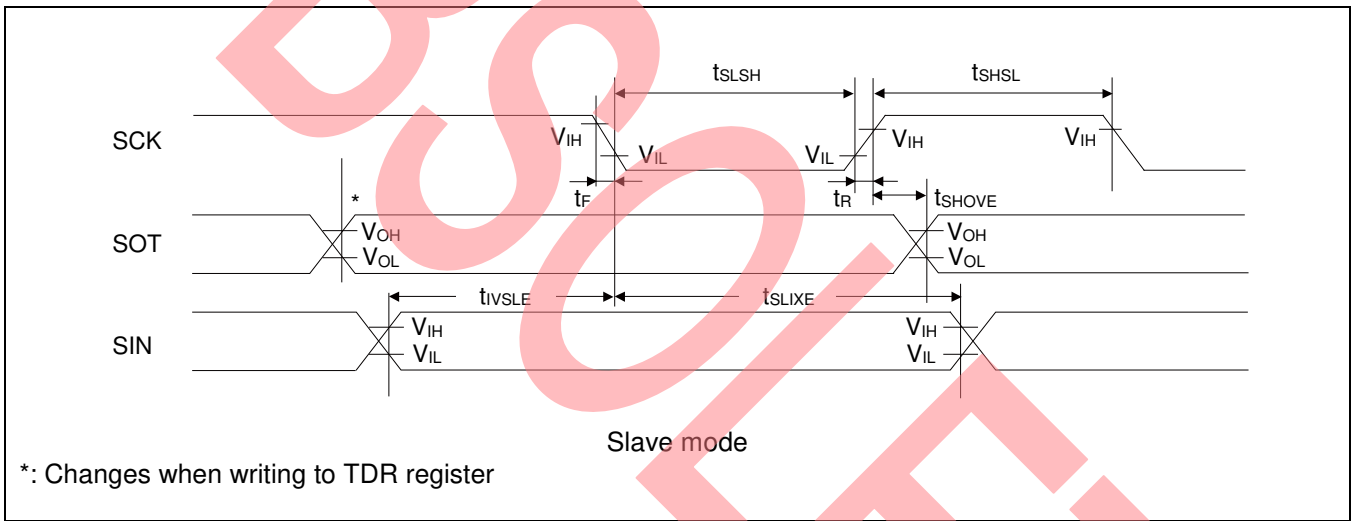 tSLSH tSHSL
SCK VIH VIL VIL VIH VIH
tF tR tSHOVE
*
SOT VOH VOH
VOL VOL
tIVSLE tSLIXE
SIN VIH VIH
VIL VIL
Slave mode
*: Changes when writing to TDR register